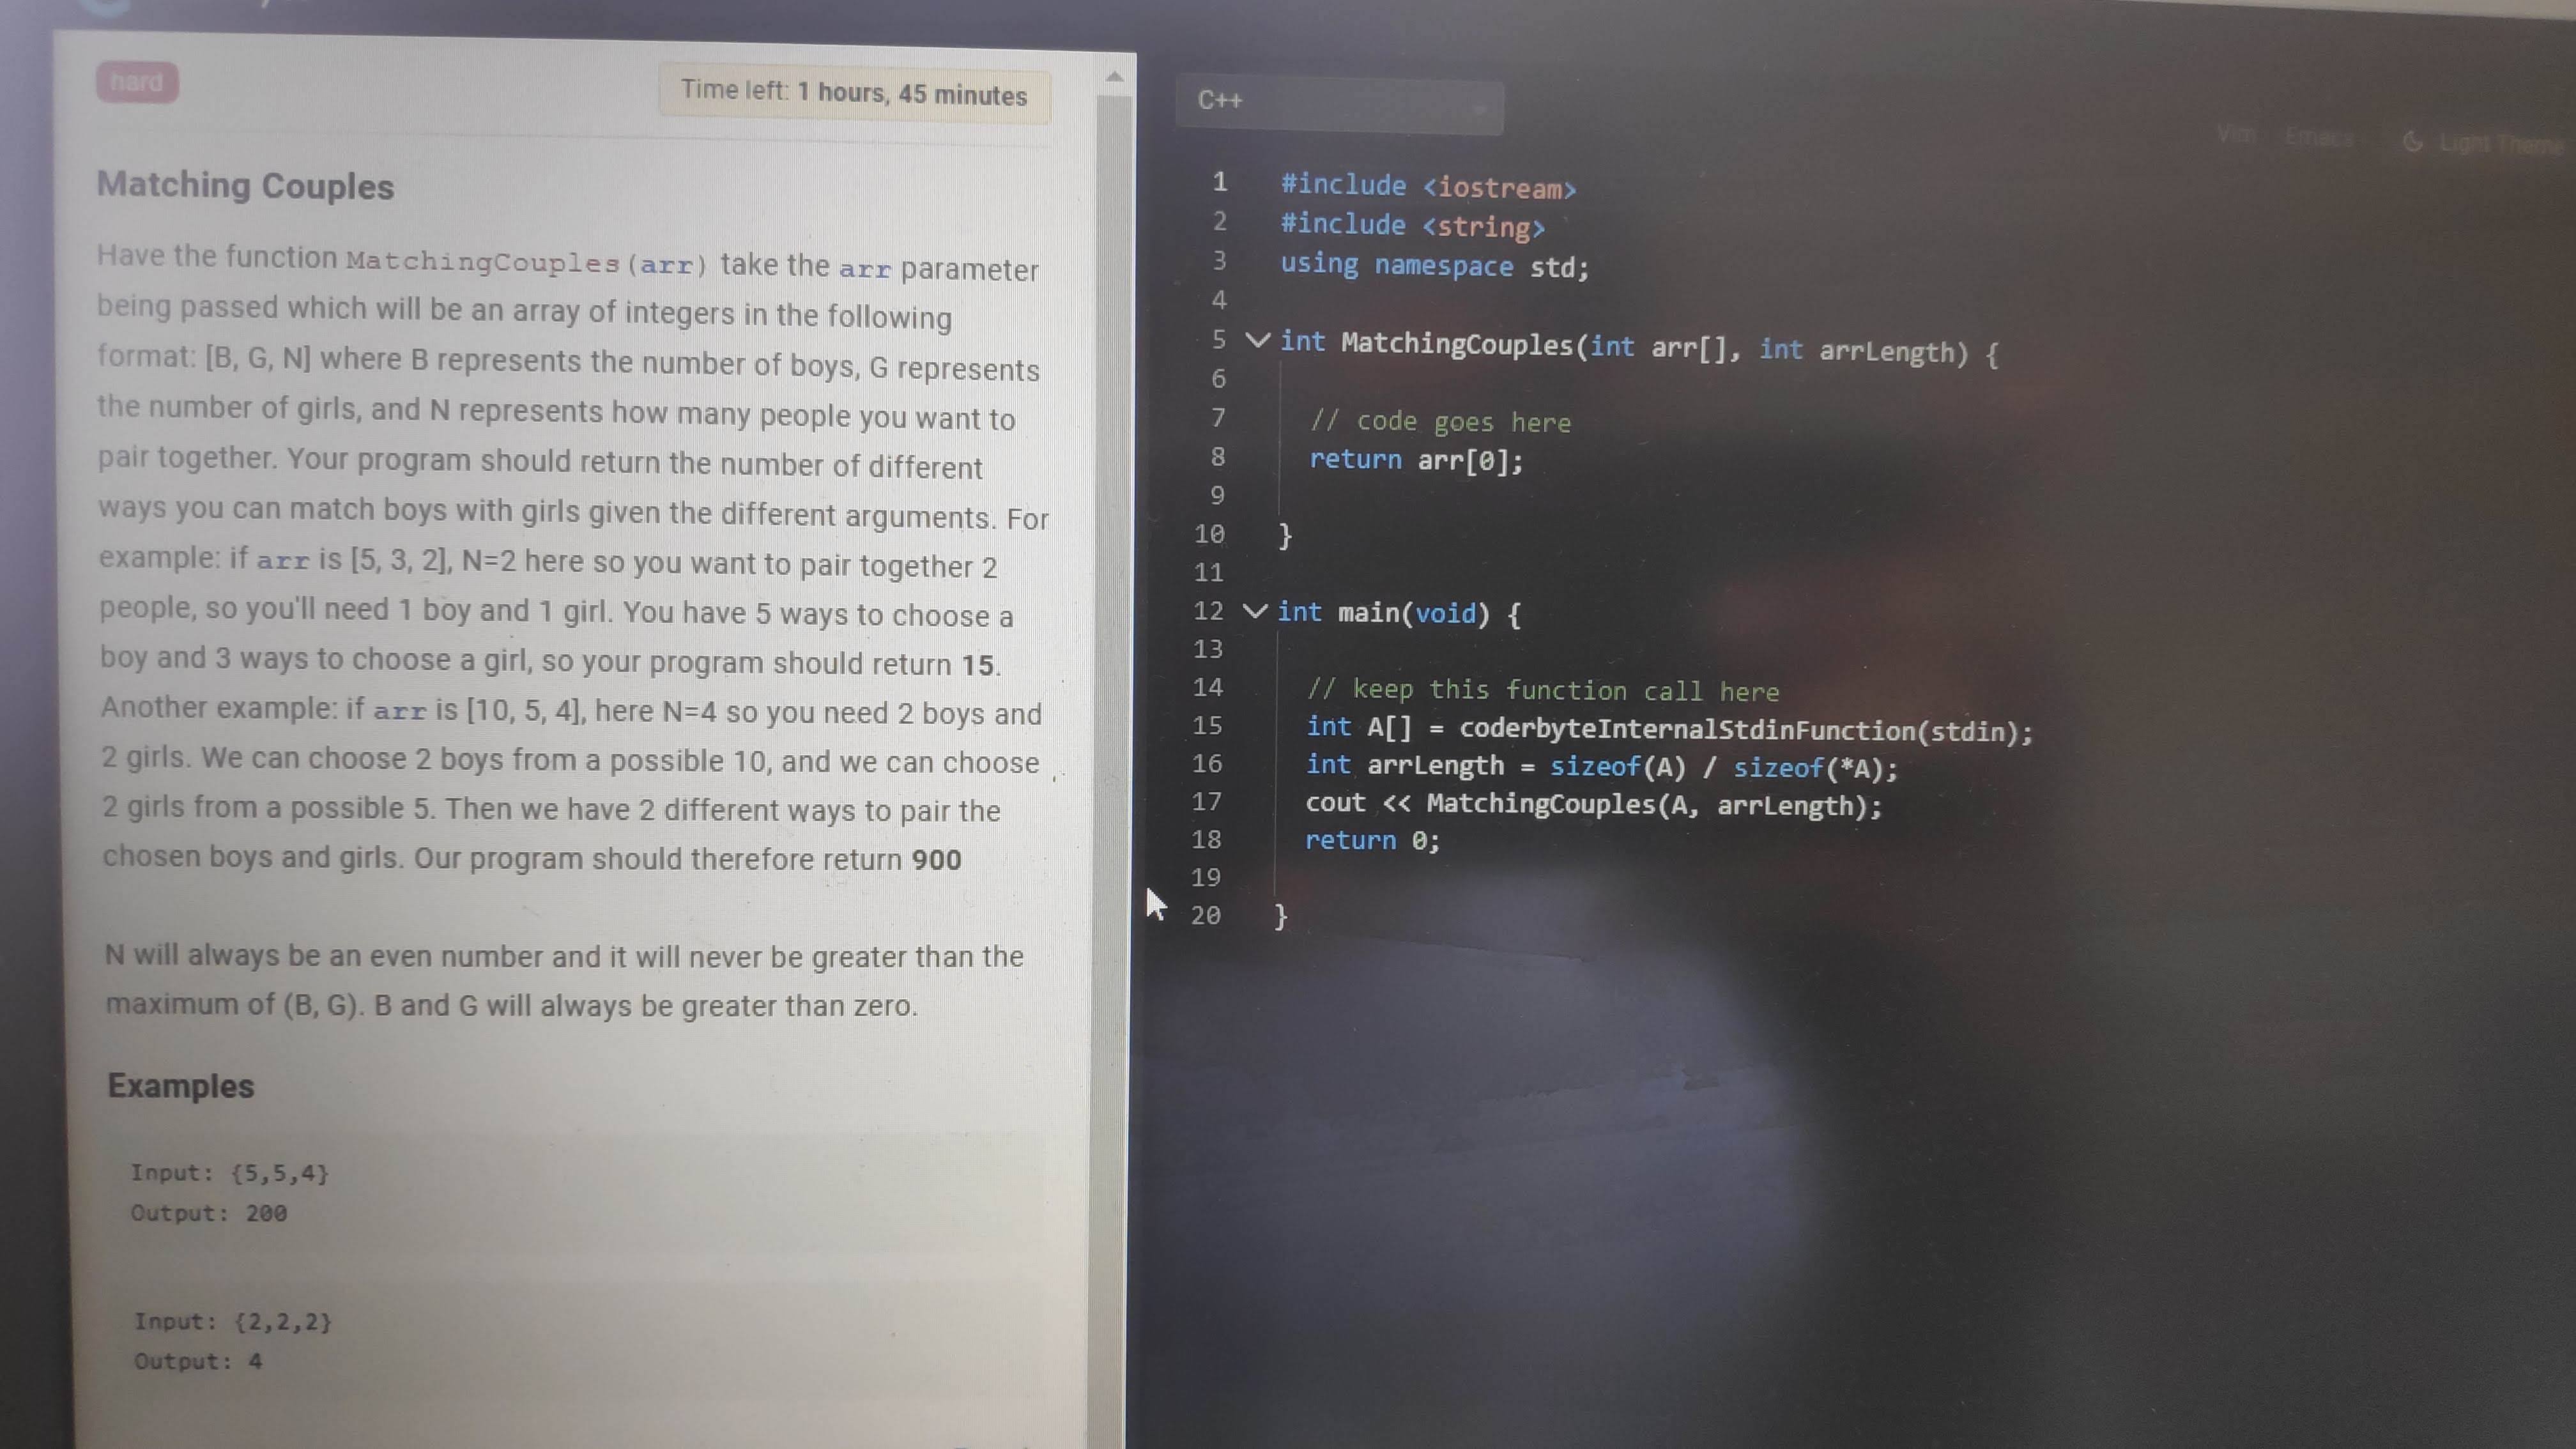 hard
Time left: 1 hours, 45 minutes
Matching Couples
Have the function MatchingCouples(arr) take the arr parameter
being passed which will be an array of integers in the following
format: [B, G, N] where B represents the number of boys, G represents
the number of girls, and N represents how many people you want to
pair together. Your program should return the number of different
ways you can match boys with girls given the different arguments. For
example: if arr is [5, 3, 2], N=2 here so you want to pair together 2
people, so you'll need 1 boy and 1 girl. You have 5 ways to choose a
boy and 3 ways to choose a girl, so your program should return 15.
Another example: if arr is [10, 5, 4], here N=4 so you need 2 boys and
2 girls. We can choose 2 boys from a possible 10, and we can choose
2 girls from a possible 5. Then we have 2 different ways to pair the
chosen boys and girls. Our program should therefore return 900
N will always be an even number and it will never be greater than the
maximum of (B, G). B and G will always be greater than zero.
Examples
Input: {5,5,4}
Output: 200
Input: {2,2,2}
Output: 4
C++
Vim Emacs Light Theme
1 #include <iostream>
2 #include <string>
3 using namespace std;
4
5 int MatchingCouples(int arr[], int arrLength) {
6
7 // code goes here
8 return arr[0];
9
10 }
11
12 int main(void) {
13
14 // keep this function call here
15 int A[] = coderbyteInternalStdinFunction(stdin);
16 int arrLength = sizeof(A) / sizeof(*A);
17 cout << MatchingCouples(A, arrLength);
18 return 0;
19
20 }